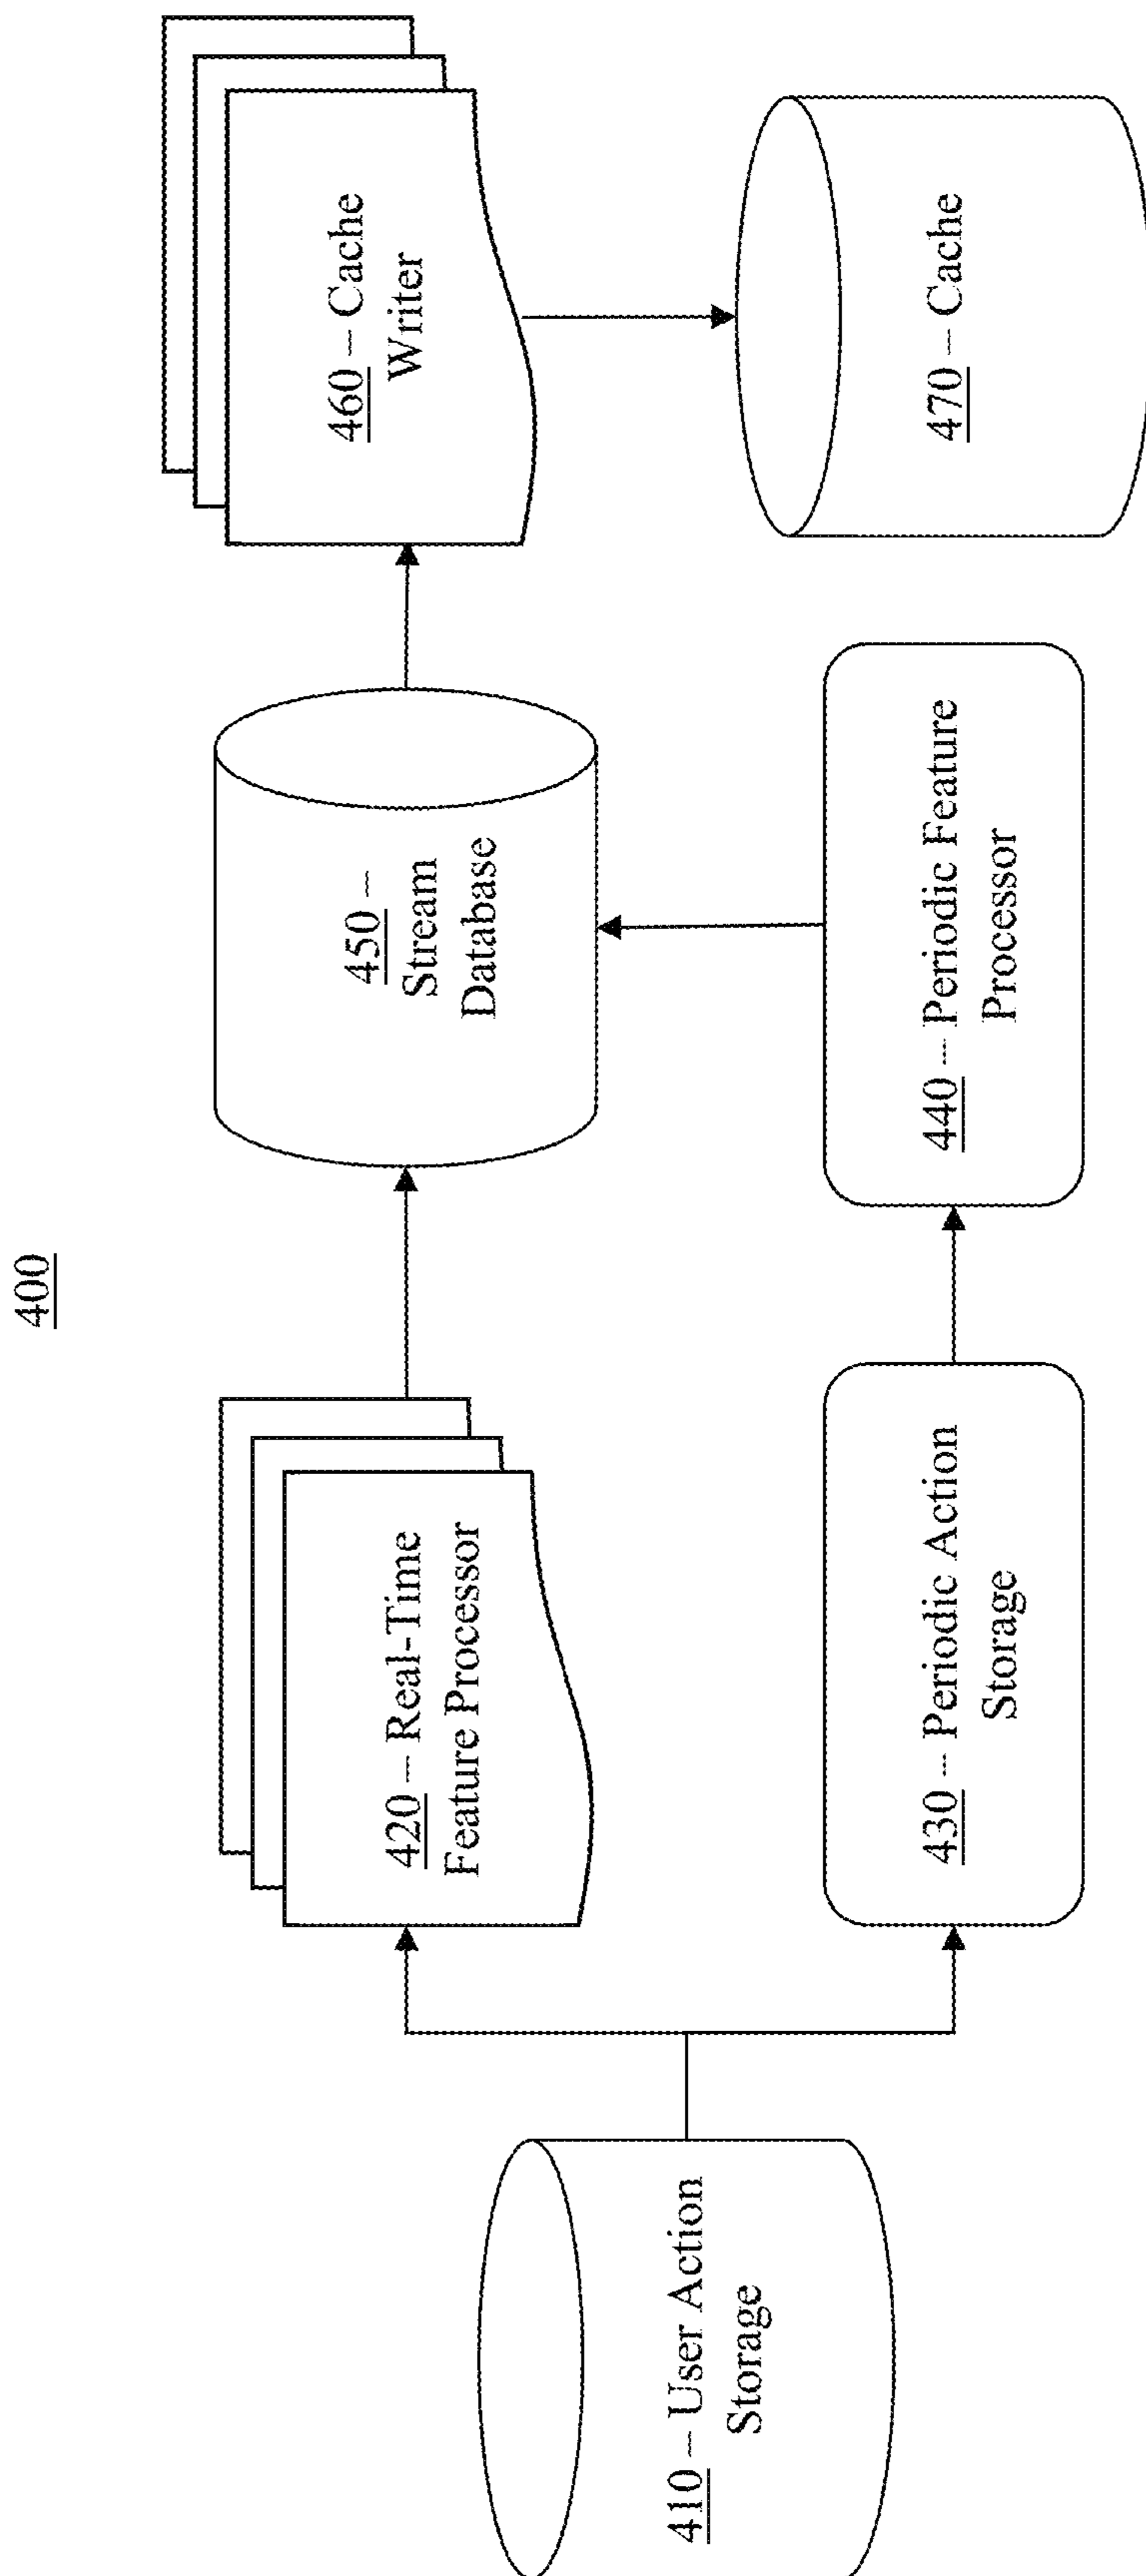 400
410 – User Action
Storage
420 – Real-Time
Feature Processor
430 – Periodic Action
Storage
440 – Periodic Feature
Processor
450 –
Stream
Database
460 – Cache
Writer
470 – Cache